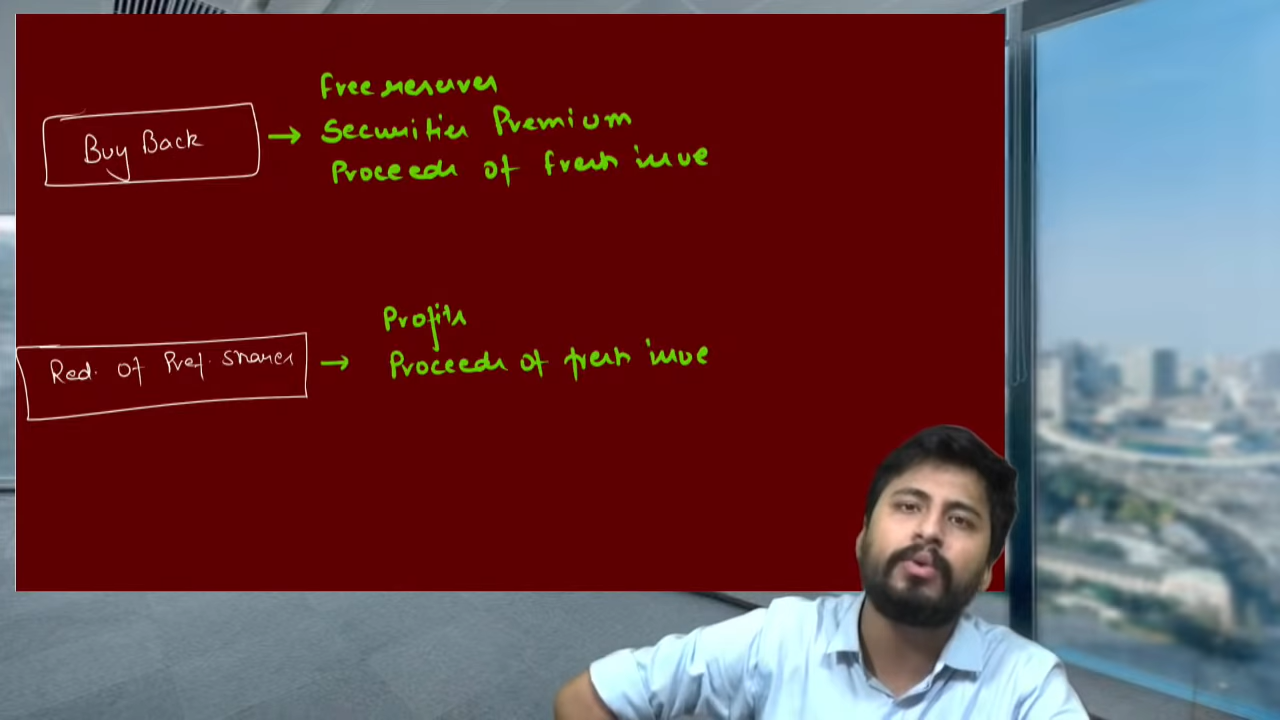 Buy Back →
Free reserves
Securities Premium
Proceeds of fresh issue
Red. of Pref. Shares →
Profits
Proceeds of fresh issue